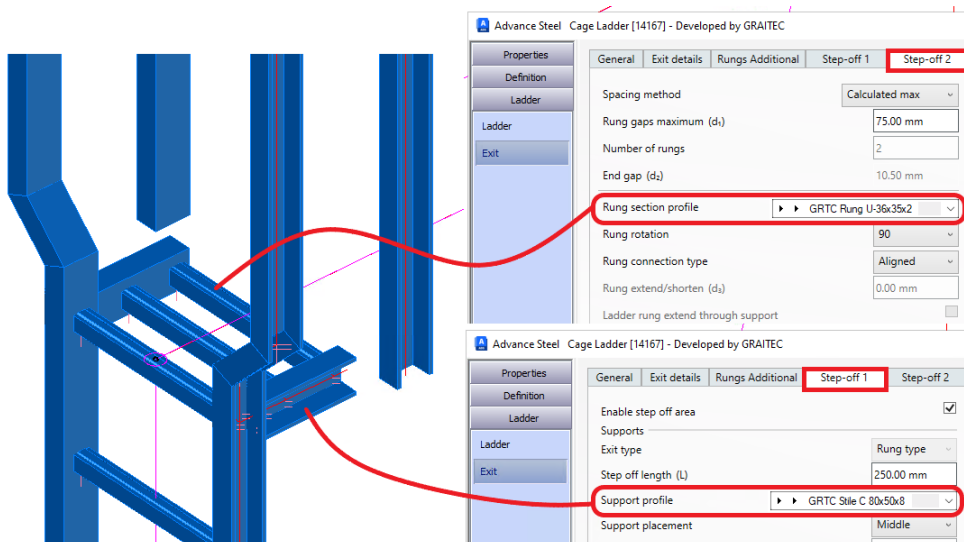 Advance Steel Cage Ladder [14167] - Developed by GRAITEC
Properties
Definition
Ladder
Ladder
Exit
General Exit details Rungs Additional Step-off 1 Step-off 2
Spacing method Calculated max
Rung gaps maximum (d₁) 75.00 mm
Number of rungs 2
End gap (d₂) 10.50 mm
Rung section profile GRTC Rung U-36x35x2
Rung rotation 90
Rung connection type Aligned
Rung extend/shorten (d₃) 0.00 mm
Ladder rung extend through support
Advance Steel Cage Ladder [14167] - Developed by GRAITEC
Properties
Definition
Ladder
Ladder
Exit
General Exit details Rungs Additional Step-off 1 Step-off 2
Enable step off area
Supports
Exit type Rung type
Step off length (L) 250.00 mm
Support profile GRTC Stile C 80x50x8
Support placement Middle